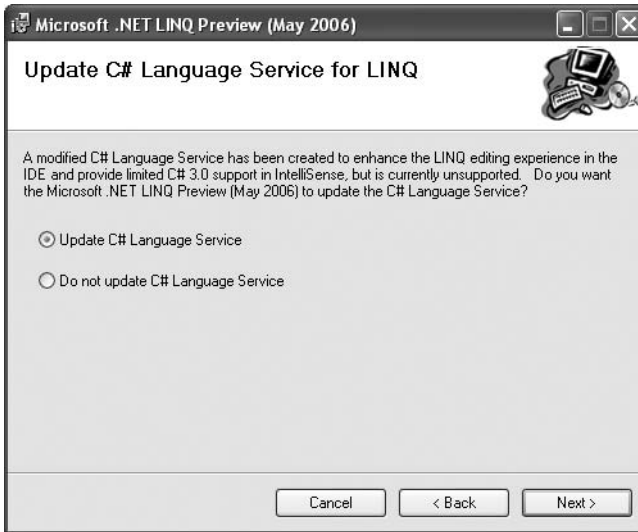 Microsoft .NET LINQ Preview (May 2006)
Update C# Language Service for LINQ
A modified C# Language Service has been created to enhance the LINQ editing experience in the
IDE and provide limited C# 3.0 support in IntelliSense, but is currently unsupported. Do you want
the Microsoft .NET LINQ Preview (May 2006) to update the C# Language Service?
Update C# Language Service
Do not update C# Language Service
Cancel
< Back
Next >